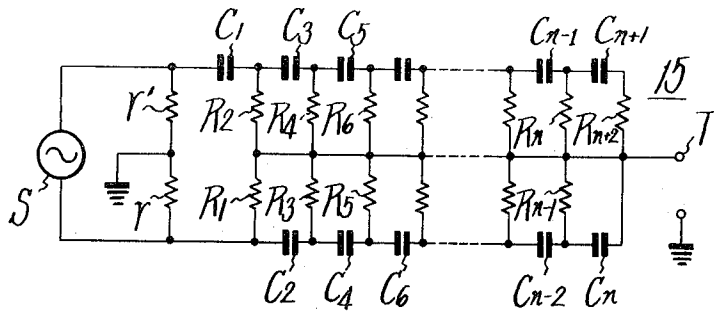 C1 C3 C5 Cn-1 Cn+1
15
r' R2 R4 R6 Rn Rn+2 T
S r R1 R3 R5 Rn-1
C2 C4 C6 Cn-2 Cn